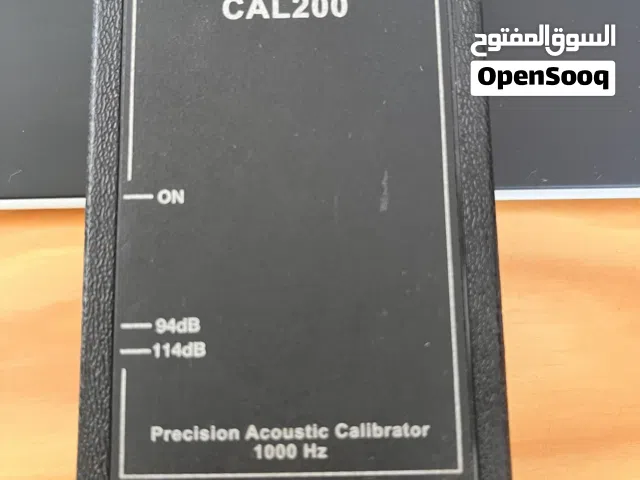 CAL200
السوق المفتوح
OpenSooq
ON
94dB
114dB
Precision Acoustic Calibrator
1000 Hz